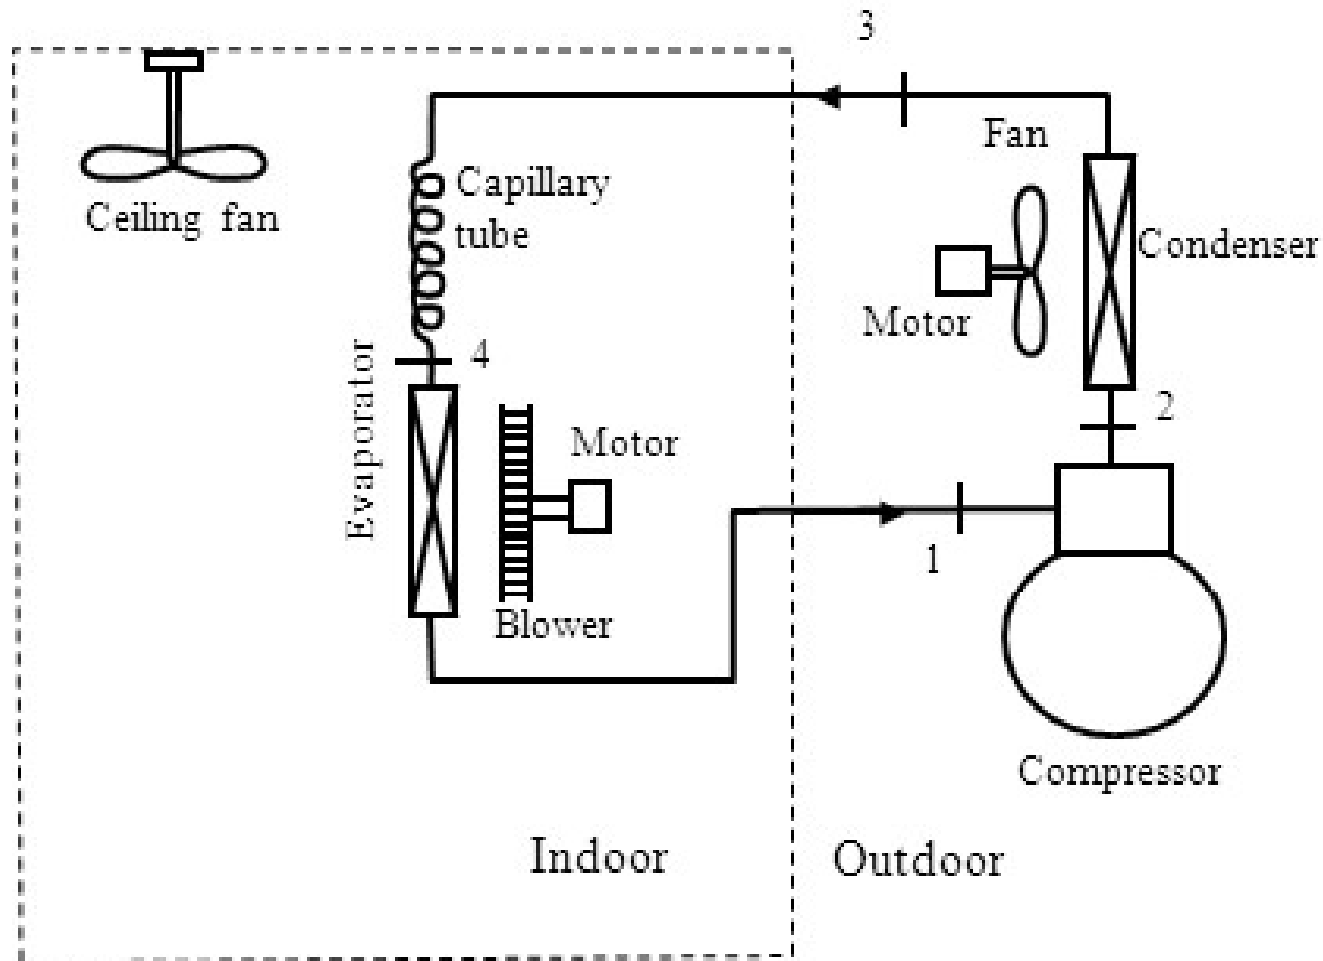 3
Fan
Capillary
tube
Ceiling fan
Condenser
Motor
4
Evaporator
2
Motor
1
Blower
Compressor
Indoor
Outdoor